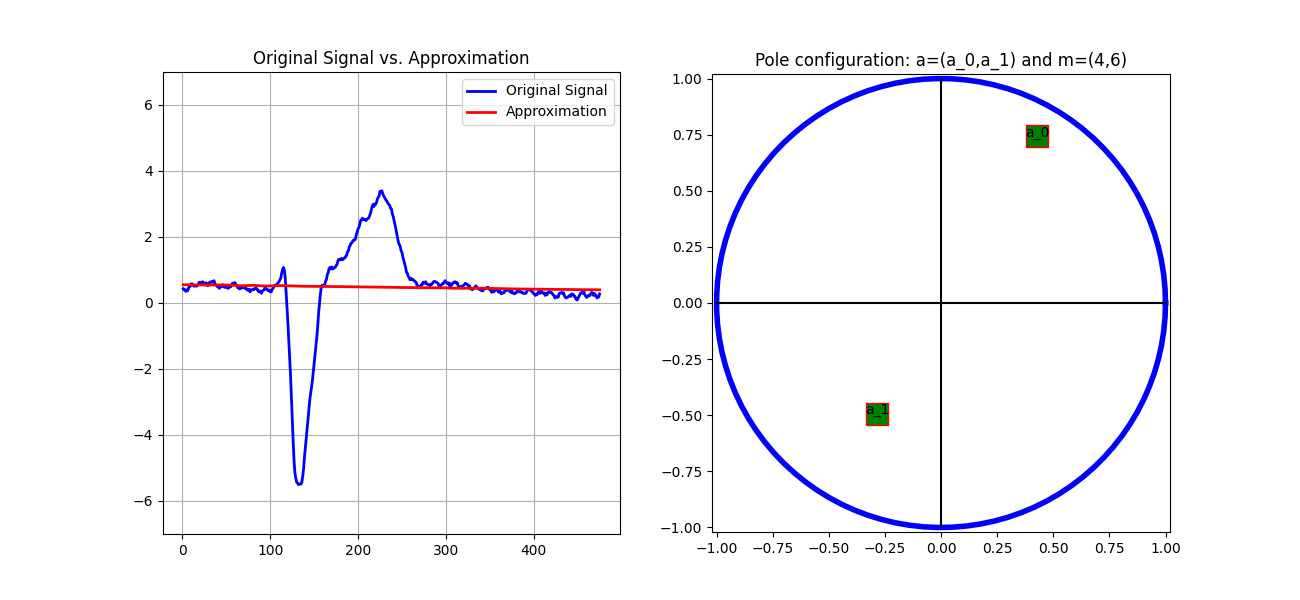 Original Signal vs. Approximation
Original Signal
Approximation
6
4
2
0
−2
−4
−6
0 100 200 300 400
Pole configuration: a=(a_0,a_1) and m=(4,6)
1.00
0.75
0.50
0.25
0.00
−0.25
−0.50
−0.75
−1.00
a_0
a_1
−1.00 −0.75 −0.50 −0.25 0.00 0.25 0.50 0.75 1.00